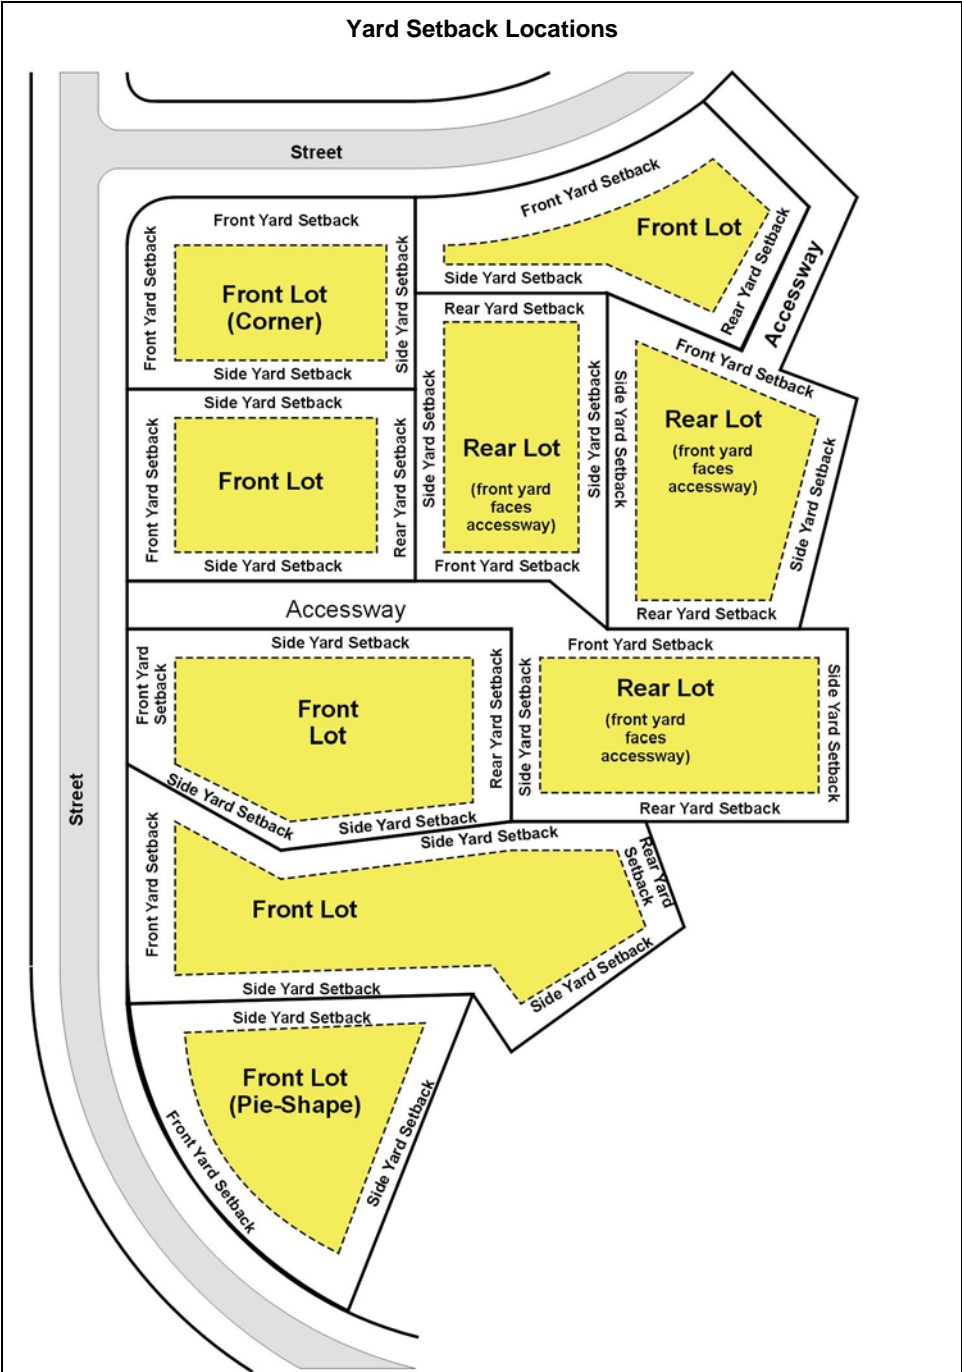 Yard Setback Locations
Street
Front Yard Setback
Front Lot
Rear Yard Setback
Side Yard Setback
Accessway
Front Yard Setback
Front Yard Setback
Front Lot
(Corner)
Side Yard Setback
Side Yard Setback
Rear Yard Setback
Side Yard Setback
Rear Lot
(front yard
faces
accessway)
Side Yard Setback
Front Yard Setback
Front Yard Setback
Side Yard Setback
Rear Lot
(front yard
faces
accessway)
Side Yard Setback
Rear Yard Setback
Side Yard Setback
Front Yard Setback
Front Lot
Rear Yard Setback
Side Yard Setback
Accessway
Side Yard Setback
Front Yard
Setback
Front
Lot
Rear Yard Setback
Side Yard Setback
Side Yard Setback
Front Yard Setback
Side Yard Setback
Rear Lot
(front yard
faces
accessway)
Side Yard Setback
Rear Yard Setback
Street
Side Yard Setback
Front Yard Setback
Front Lot
Rear Yard
Setback
Side Yard Setback
Side Yard Setback
Side Yard Setback
Front Lot
(Pie-Shape)
Front Yard Setback
Side Yard Setback